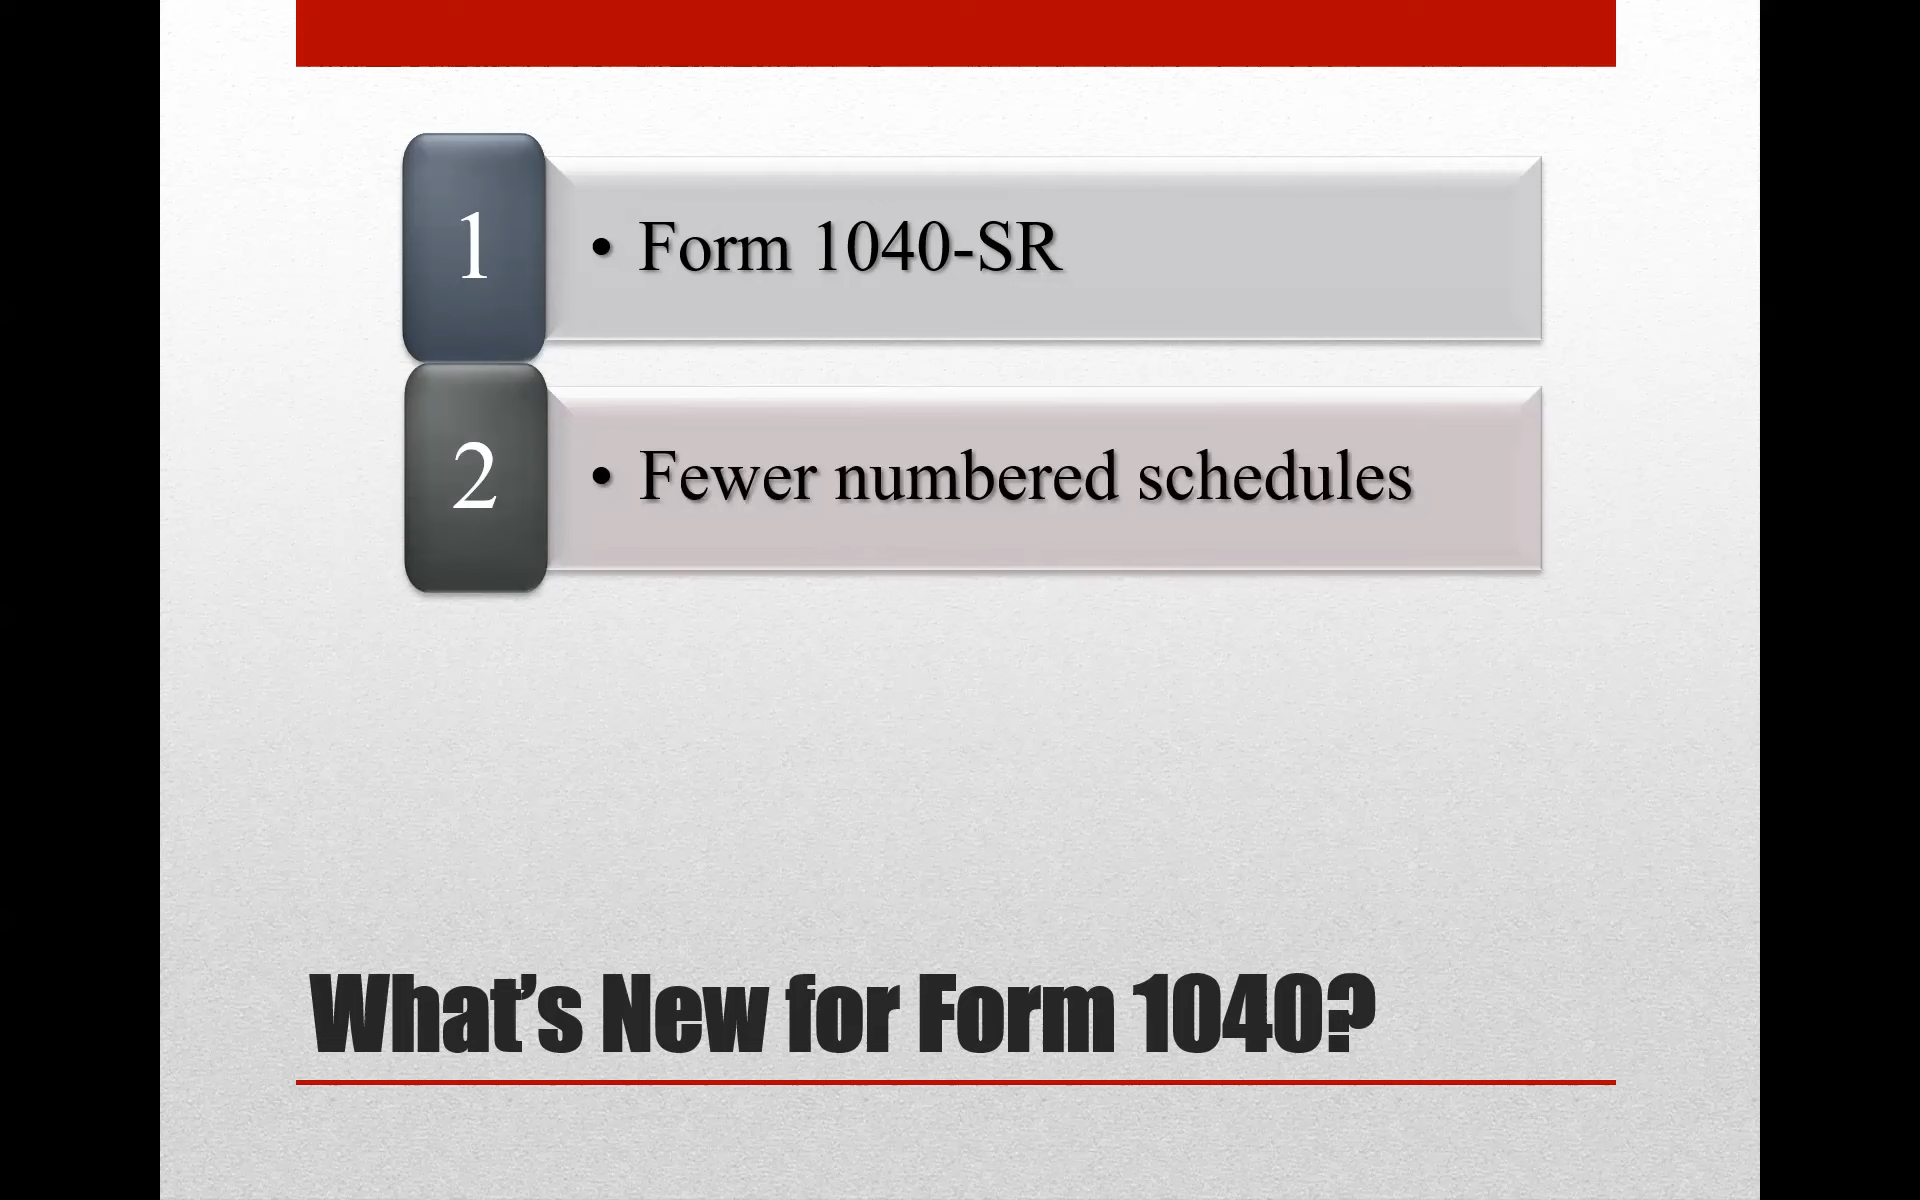 1
• Form 1040-SR
2
• Fewer numbered schedules
What’s New for Form 1040?